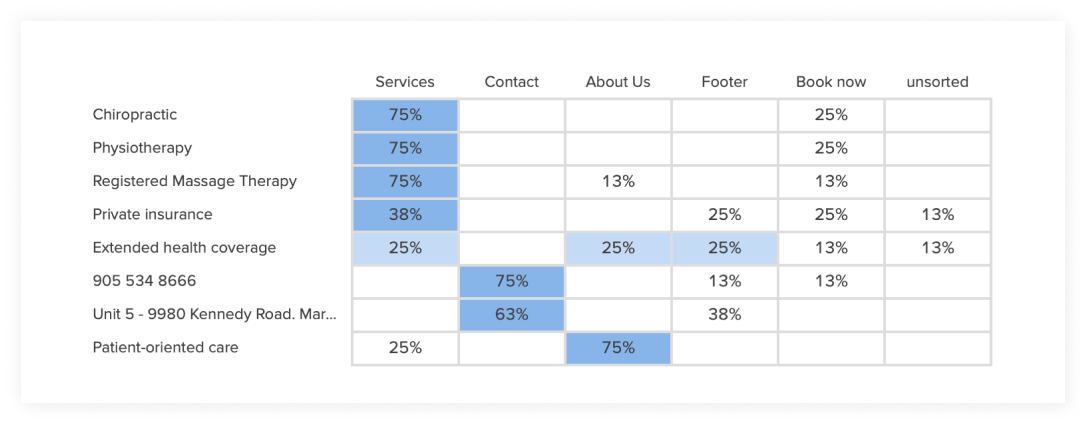 Services Contact About Us Footer Book now unsorted
Chiropractic 75% 25%
Physiotherapy 75% 25%
Registered Massage Therapy 75% 13% 13%
Private insurance 38% 25% 25% 13%
Extended health coverage 25% 25% 25% 13% 13%
905 534 8666 75% 13% 13%
Unit 5 - 9980 Kennedy Road. Mar... 63% 38%
Patient-oriented care 25% 75%